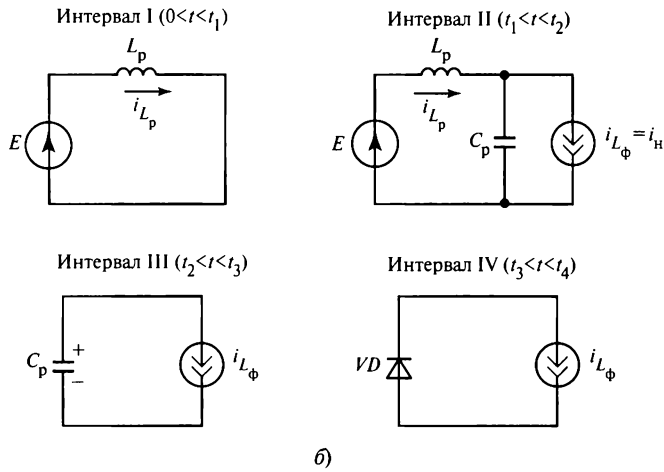 Интервал I (0<t<t₁)
Интервал II (t₁<t<t₂)
Lр
Lр
iLр
iLр
E
E
Cр
iLф=iн
Интервал III (t₂<t<t₃)
Интервал IV (t₃<t<t₄)
Cр
+
−
iLф
VD
iLф
б)